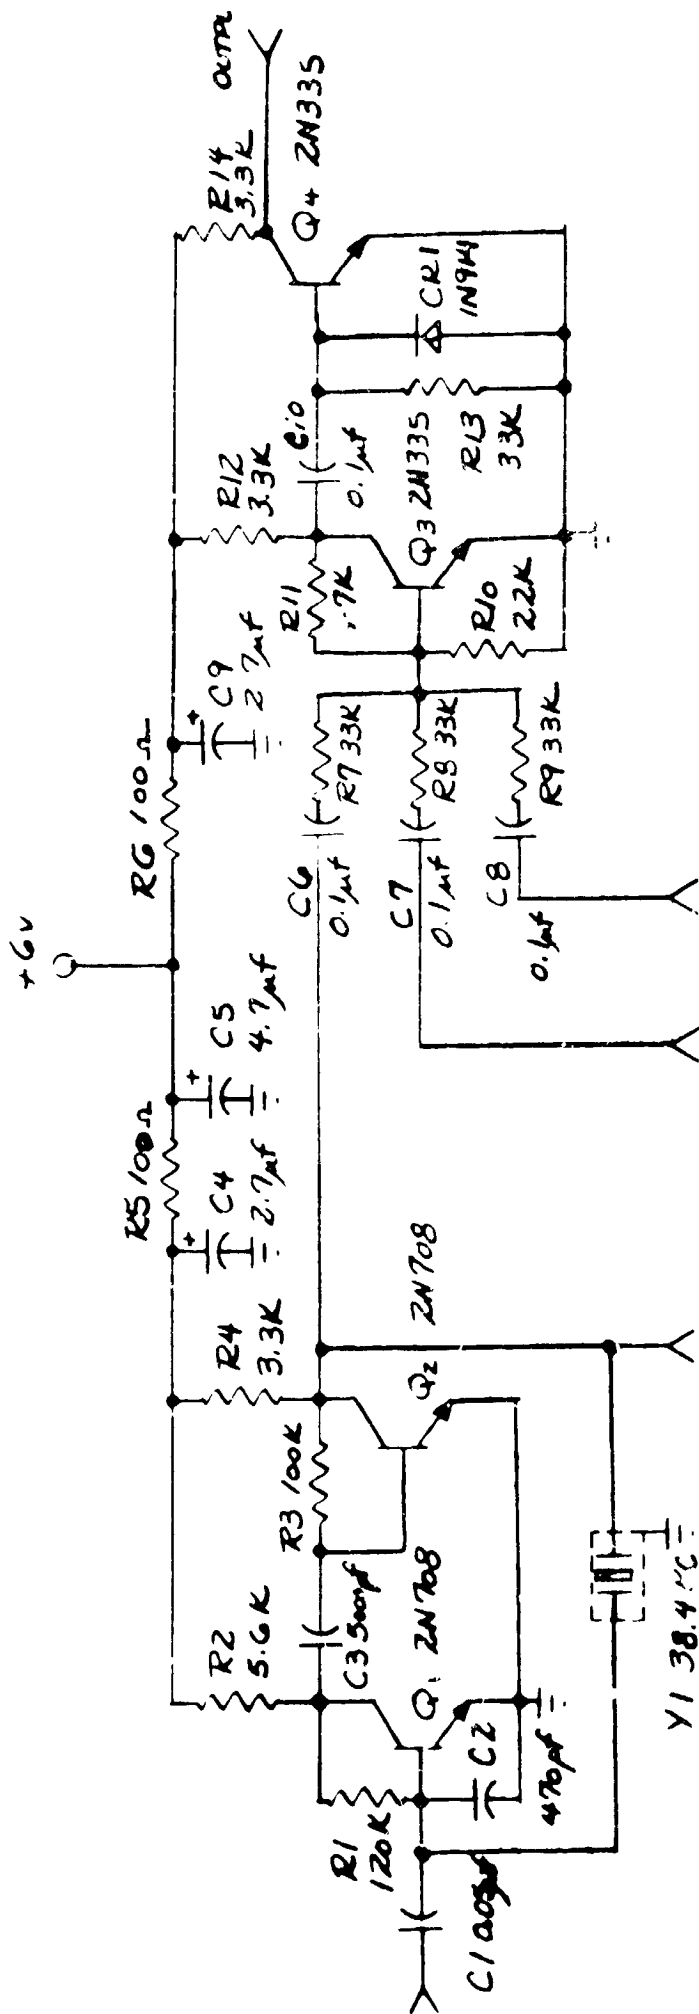 +6v
R5 100Ω
R6 100Ω
C4
2.7µf
C5
4.7µf
C9
2.7µf
R2
5.6K
R4
3.3K
R12
3.3K
R14
3.3K
OUTPUT
R1
120K
C3 500pf
R3 100K
Q1 2N708
Q2 2N708
C6
0.1µf
R7 33K
C7
0.1µf
R8 33K
C8
0.1µf
R9 33K
R11
C10
0.1µf
Q3 2N335
Q4 2N335
R10
22K
R13
33K
CR1
1N914
C1
C2
470pf
Y1 38.4